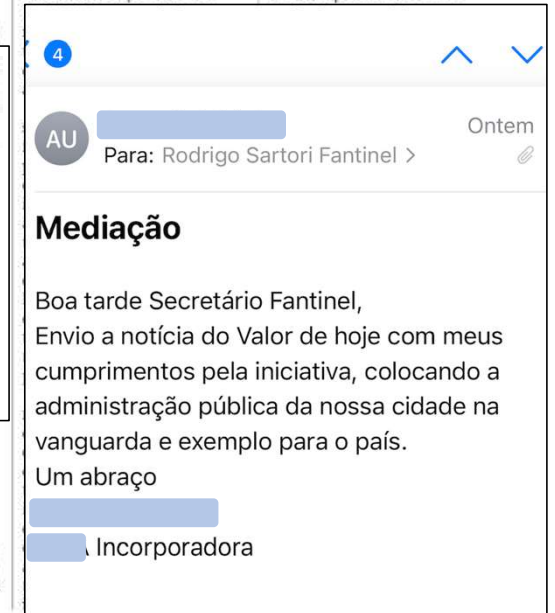 4
AU
Ontem
Para: Rodrigo Sartori Fantinel >
Mediação
Boa tarde Secretário Fantinel,
Envio a notícia do Valor de hoje com meus
cumprimentos pela iniciativa, colocando a
administração pública da nossa cidade na
vanguarda e exemplo para o país.
Um abraço
Incorporadora